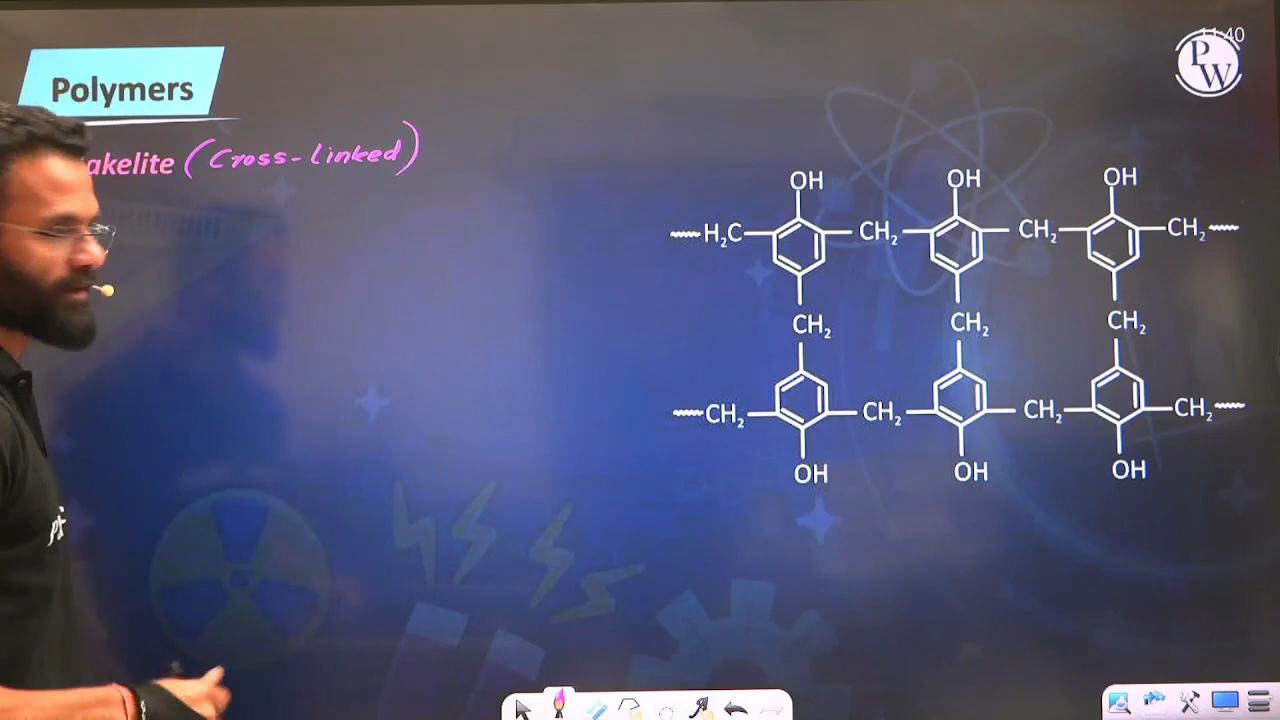 11:40
PW
Polymers
akelite (Cross-linked)
OH OH OH
H₂C CH₂ CH₂ CH₂
CH₂ CH₂ CH₂
CH₂ CH₂ CH₂ CH₂
OH OH OH